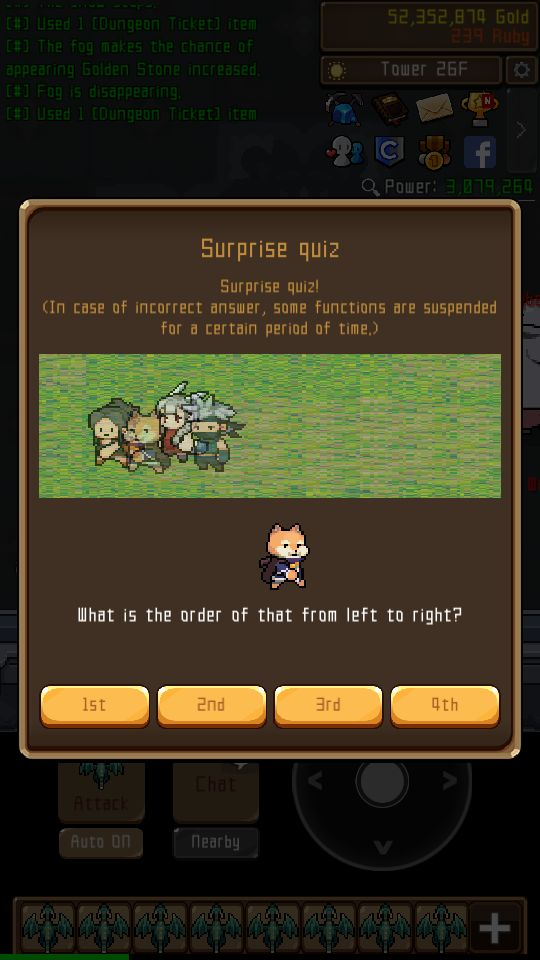 [#] Used 1 [Dungeon Ticket] item
[#] The fog makes the chance of
appearing Golden Stone increased.
[#] Fog is disappearing.
[#] Used 1 [Dungeon Ticket] item
52,352,874 Gold
239 Ruby
Tower 26F
N
C
1
f
Power: 3,079,264
Surprise quiz
Surprise quiz!
(In case of incorrect answer, some functions are suspended
for a certain period of time.)
What is the order of that from left to right?
1st
2nd
3rd
4th
Attack
Chat
Auto ON
Nearby